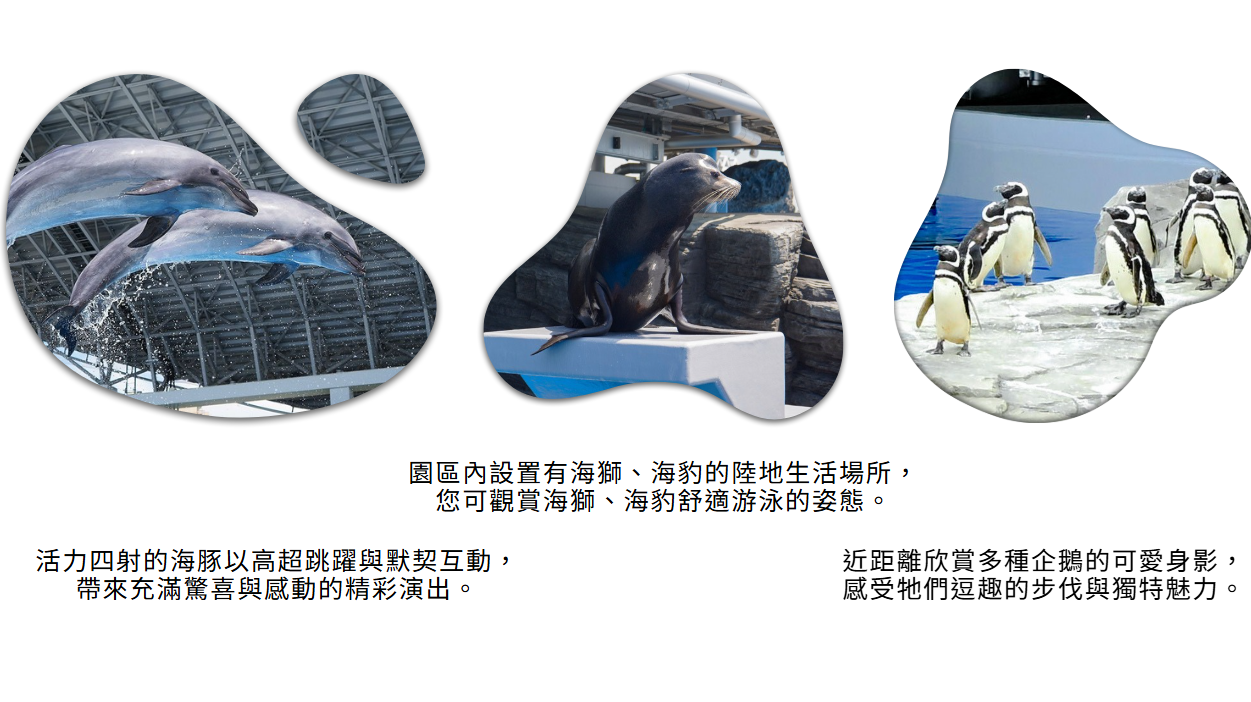 園區內設置有海獅、海豹的陸地生活場所，
您可觀賞海獅、海豹舒適游泳的姿態。
活力四射的海豚以高超跳躍與默契互動，
帶來充滿驚喜與感動的精彩演出。
近距離欣賞多種企鵝的可愛身影，
感受牠們逗趣的步伐與獨特魅力。